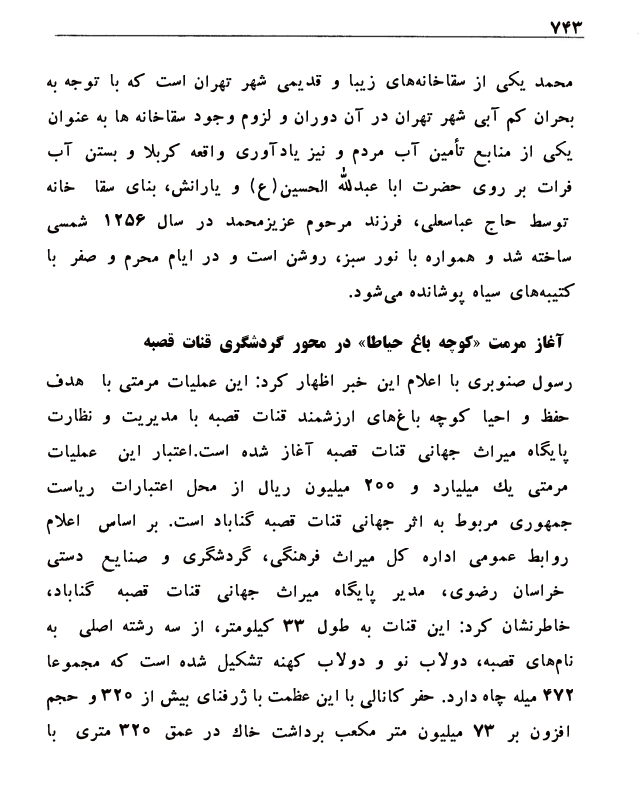 ۷۴۳
محمد یکی از سقاخانه‌های زیبا و قدیمی شهر تهران است که با توجه به
بحران کم آبی شهر تهران در آن دوران و لزوم وجود سقاخانه ها به عنوان
یکی از منابع تأمین آب مردم و نیز یادآوری واقعه کربلا و بستن آب
فرات بر روی حضرت ابا عبدلله الحسین(ع) و یارانش، بنای سقا خانه
توسط حاج عباسعلی، فرزند مرحوم عزیزمحمد در سال ۱۲۵۶ شمسی
ساخته شد و همواره با نور سبز، روشن است و در ایام محرم و صفر با
کتیبه‌های سیاه پوشانده می‌شود.
آغاز مرمت «کوچه باغ حیاطا» در محور گردشگری قنات قصبه
رسول صنوبری با اعلام این خبر اظهار کرد: این عملیات مرمتی با هدف
حفظ و احیا کوچه باغ‌های ارزشمند قنات قصبه با مدیریت و نظارت
پایگاه میراث جهانی قنات قصبه آغاز شده است.اعتبار این عملیات
مرمتی یك میلیارد و ۲۰۰ میلیون ریال از محل اعتبارات ریاست
جمهوری مربوط به اثر جهانی قنات قصبه گناباد است. بر اساس اعلام
روابط عمومی اداره کل میراث فرهنگی، گردشگری و صنایع دستی
خراسان رضوی، مدیر پایگاه میراث جهانی قنات قصبه گناباد،
خاطرنشان کرد: این قنات به طول ۳۳ کیلومتر، از سه رشته اصلی به
نام‌های قصبه، دولاب نو و دولاب کهنه تشکیل شده است که مجموعا
۴۷۲ میله چاه دارد. حفر کانالی با این عظمت با ژرفنای بیش از ۳۲۰ و حجم
افزون بر ۷۳ میلیون متر مکعب برداشت خاك در عمق ۳۲۰ متری با